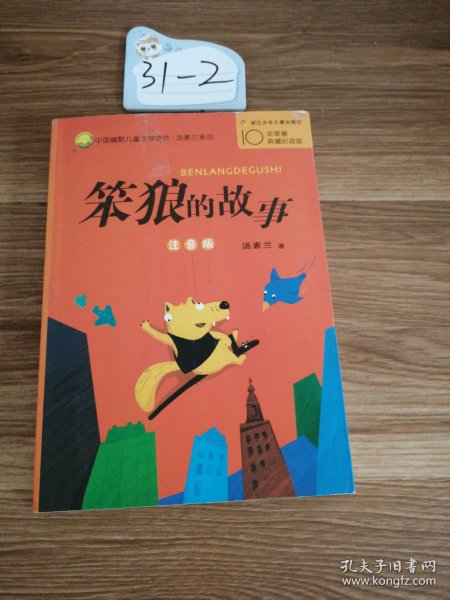 31-2
中国幽默儿童文学创作·汤素兰系列
浙江少年儿童出版社
10年荣誉
典藏纪念版
BENLANGDEGUSHI
笨狼的故事
注音版
汤素兰 著
孔夫子旧书网
www.kongfz.com